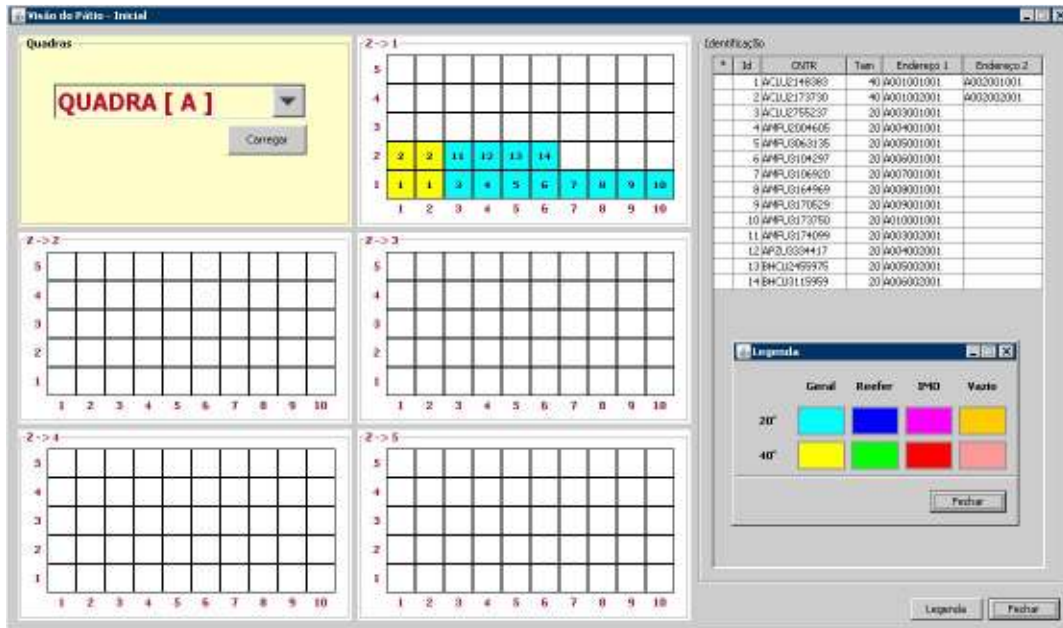 Visão do Pátio - Inicial
Quadras
QUADRA [ A ]
Carregar
Z -> 1
5
4
3
2 2 2 11 12 13 14
1 1 1 3 4 5 6 7 8 9 10
1 2 3 4 5 6 7 8 9 10
Z -> 2
5
4
3
2
1
1 2 3 4 5 6 7 8 9 10
Z -> 3
5
4
3
2
1
1 2 3 4 5 6 7 8 9 10
Z -> 4
5
4
3
2
1
1 2 3 4 5 6 7 8 9 10
Z -> 5
5
4
3
2
1
1 2 3 4 5 6 7 8 9 10
Identificação
* Id CNTR Tam Endereço 1 Endereço 2
1 ACLU2148383 40 A001001001 A002001001
2 ACLU2173730 40 A001002001 A002002001
3 ACLU2755237 20 A003001001
4 AMFU2004605 20 A004001001
5 AMFU3063135 20 A005001001
6 AMFU3104297 20 A006001001
7 AMFU3106920 20 A007001001
8 AMFU3164969 20 A008001001
9 AMFU3170529 20 A009001001
10 AMFU3173750 20 A010001001
11 AMFU3174099 20 A003002001
12 APZU3334417 20 A004002001
13 BHCU2455975 20 A005002001
14 BHCU3115959 20 A006002001
Legenda
Geral Reefer IMO Vazio
20"
40"
Fechar
Legenda Fechar